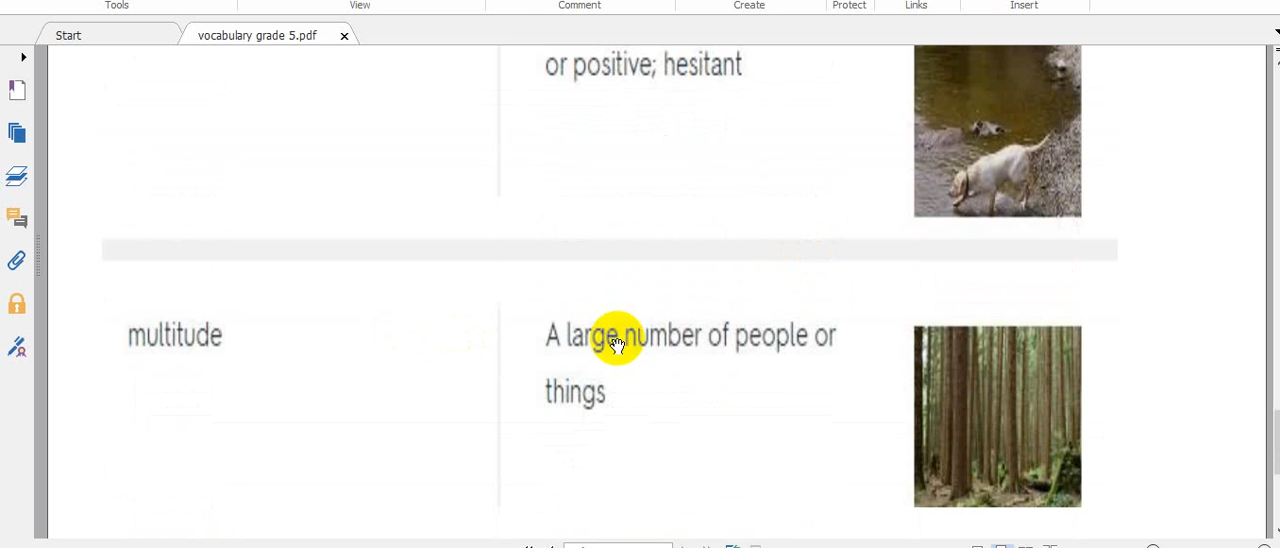 Tools View Comment Create Protect Links Insert
Start vocabulary grade 5.pdf
or positive; hesitant
multitude A large number of people or
things